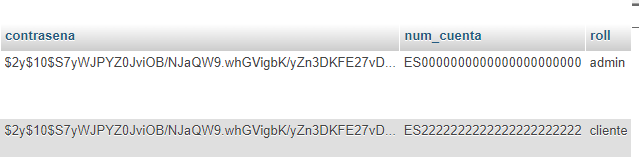 contrasena num_cuenta roll
$2y$10$S7yWJPYZ0JviOB/NJaQW9.whGVigbK/yZn3DKFE27vD... ES0000000000000000000000 admin
$2y$10$S7yWJPYZ0JviOB/NJaQW9.whGVigbK/yZn3DKFE27vD... ES2222222222222222222222 cliente